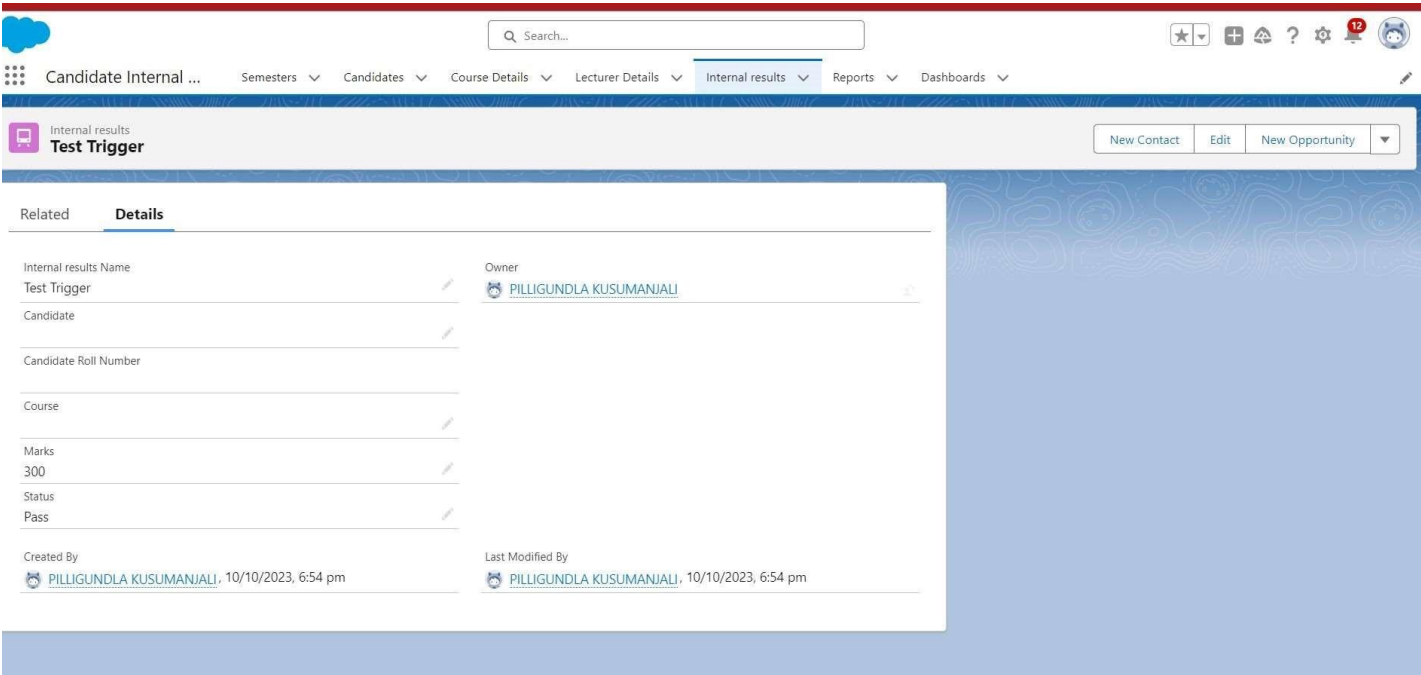 Search...
12
Candidate Internal ... Semesters Candidates Course Details Lecturer Details Internal results Reports Dashboards
Internal results
Test Trigger
New Contact Edit New Opportunity
Related Details
Internal results Name
Test Trigger
Owner
PILLIGUNDLA KUSUMANJALI
Candidate
Candidate Roll Number
Course
Marks
300
Status
Pass
Created By
PILLIGUNDLA KUSUMANJALI, 10/10/2023, 6:54 pm
Last Modified By
PILLIGUNDLA KUSUMANJALI, 10/10/2023, 6:54 pm